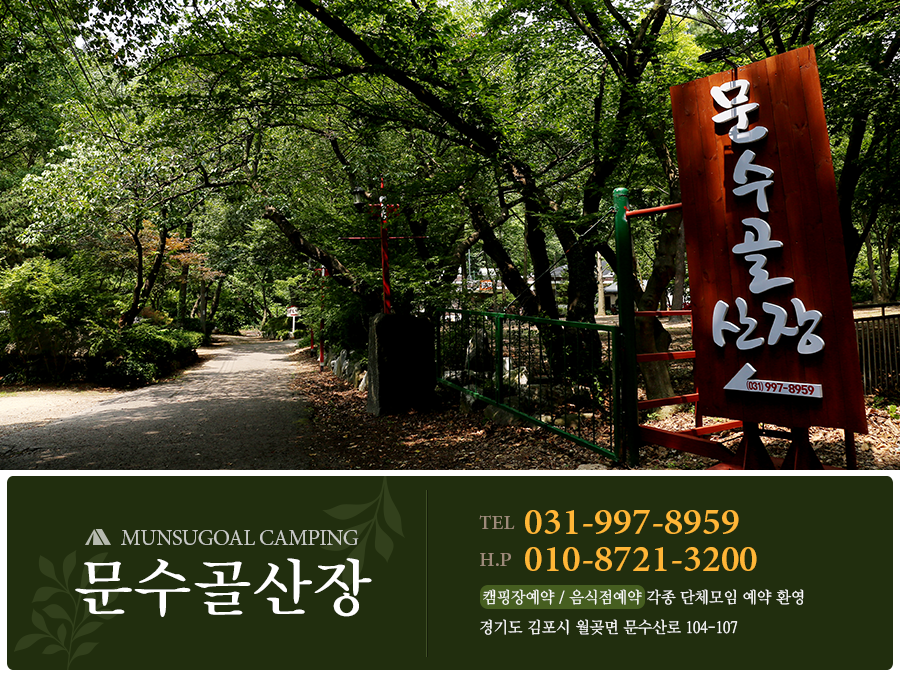 문수골
산장
(031) 997-8959
MUNSUGOAL CAMPING
문수골산장
TEL 031-997-8959
H.P 010-8721-3200
캠핑장예약 / 음식점예약 각종 단체모임 예약 환영
경기도 김포시 월곶면 문수산로 104-107